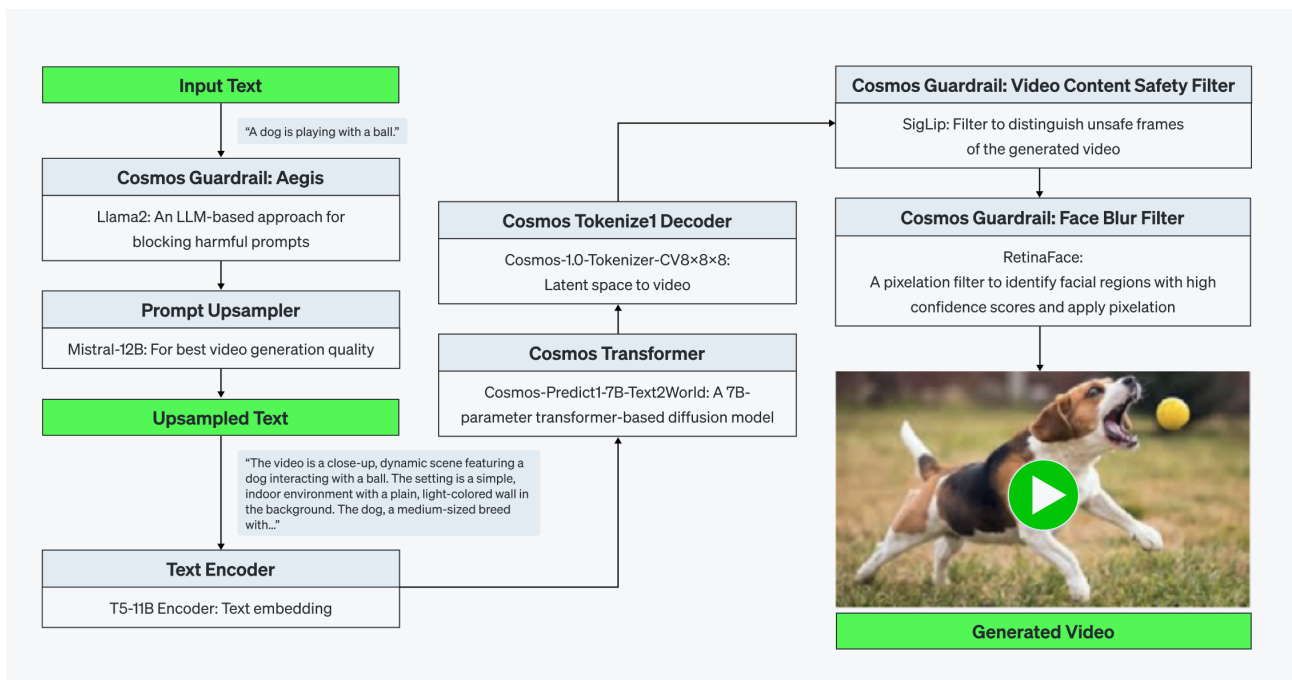 Input Text
“A dog is playing with a ball.”
Cosmos Guardrail: Aegis
Llama2: An LLM-based approach for
blocking harmful prompts
Prompt Upsampler
Mistral-12B: For best video generation quality
Upsampled Text
“The video is a close-up, dynamic scene featuring a
dog interacting with a ball. The setting is a simple,
indoor environment with a plain, light-colored wall in
the background. The dog, a medium-sized breed
with...”
Text Encoder
T5-11B Encoder: Text embedding
Cosmos Tokenize1 Decoder
Cosmos-1.0-Tokenizer-CV8×8×8:
Latent space to video
Cosmos Transformer
Cosmos-Predict1-7B-Text2World: A 7B-
parameter transformer-based diffusion model
Cosmos Guardrail: Video Content Safety Filter
SigLip: Filter to distinguish unsafe frames
of the generated video
Cosmos Guardrail: Face Blur Filter
RetinaFace:
A pixelation filter to identify facial regions with high
confidence scores and apply pixelation
Generated Video